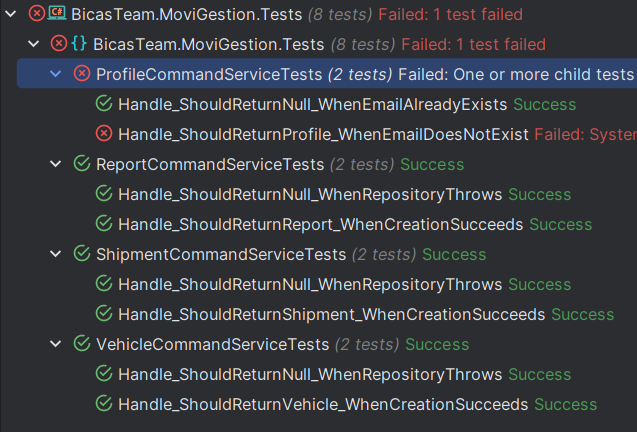 C# BicasTeam.MoviGestion.Tests (8 tests) Failed: 1 test failed
{} BicasTeam.MoviGestion.Tests (8 tests) Failed: 1 test failed
ProfileCommandServiceTests (2 tests) Failed: One or more child tests
Handle_ShouldReturnNull_WhenEmailAlreadyExists Success
Handle_ShouldReturnProfile_WhenEmailDoesNotExist Failed: System
ReportCommandServiceTests (2 tests) Success
Handle_ShouldReturnNull_WhenRepositoryThrows Success
Handle_ShouldReturnReport_WhenCreationSucceeds Success
ShipmentCommandServiceTests (2 tests) Success
Handle_ShouldReturnNull_WhenRepositoryThrows Success
Handle_ShouldReturnShipment_WhenCreationSucceeds Success
VehicleCommandServiceTests (2 tests) Success
Handle_ShouldReturnNull_WhenRepositoryThrows Success
Handle_ShouldReturnVehicle_WhenCreationSucceeds Success